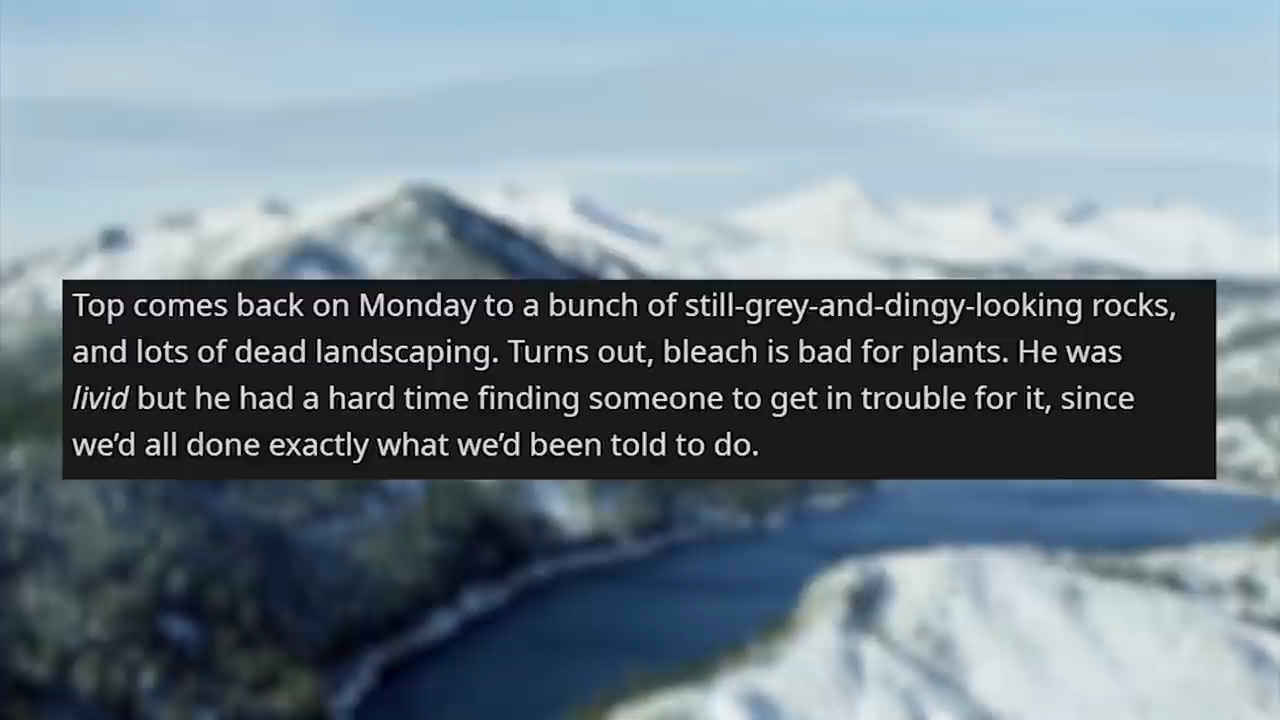 Top comes back on Monday to a bunch of still-grey-and-dingy-looking rocks,
and lots of dead landscaping. Turns out, bleach is bad for plants. He was
livid but he had a hard time finding someone to get in trouble for it, since
we’d all done exactly what we’d been told to do.